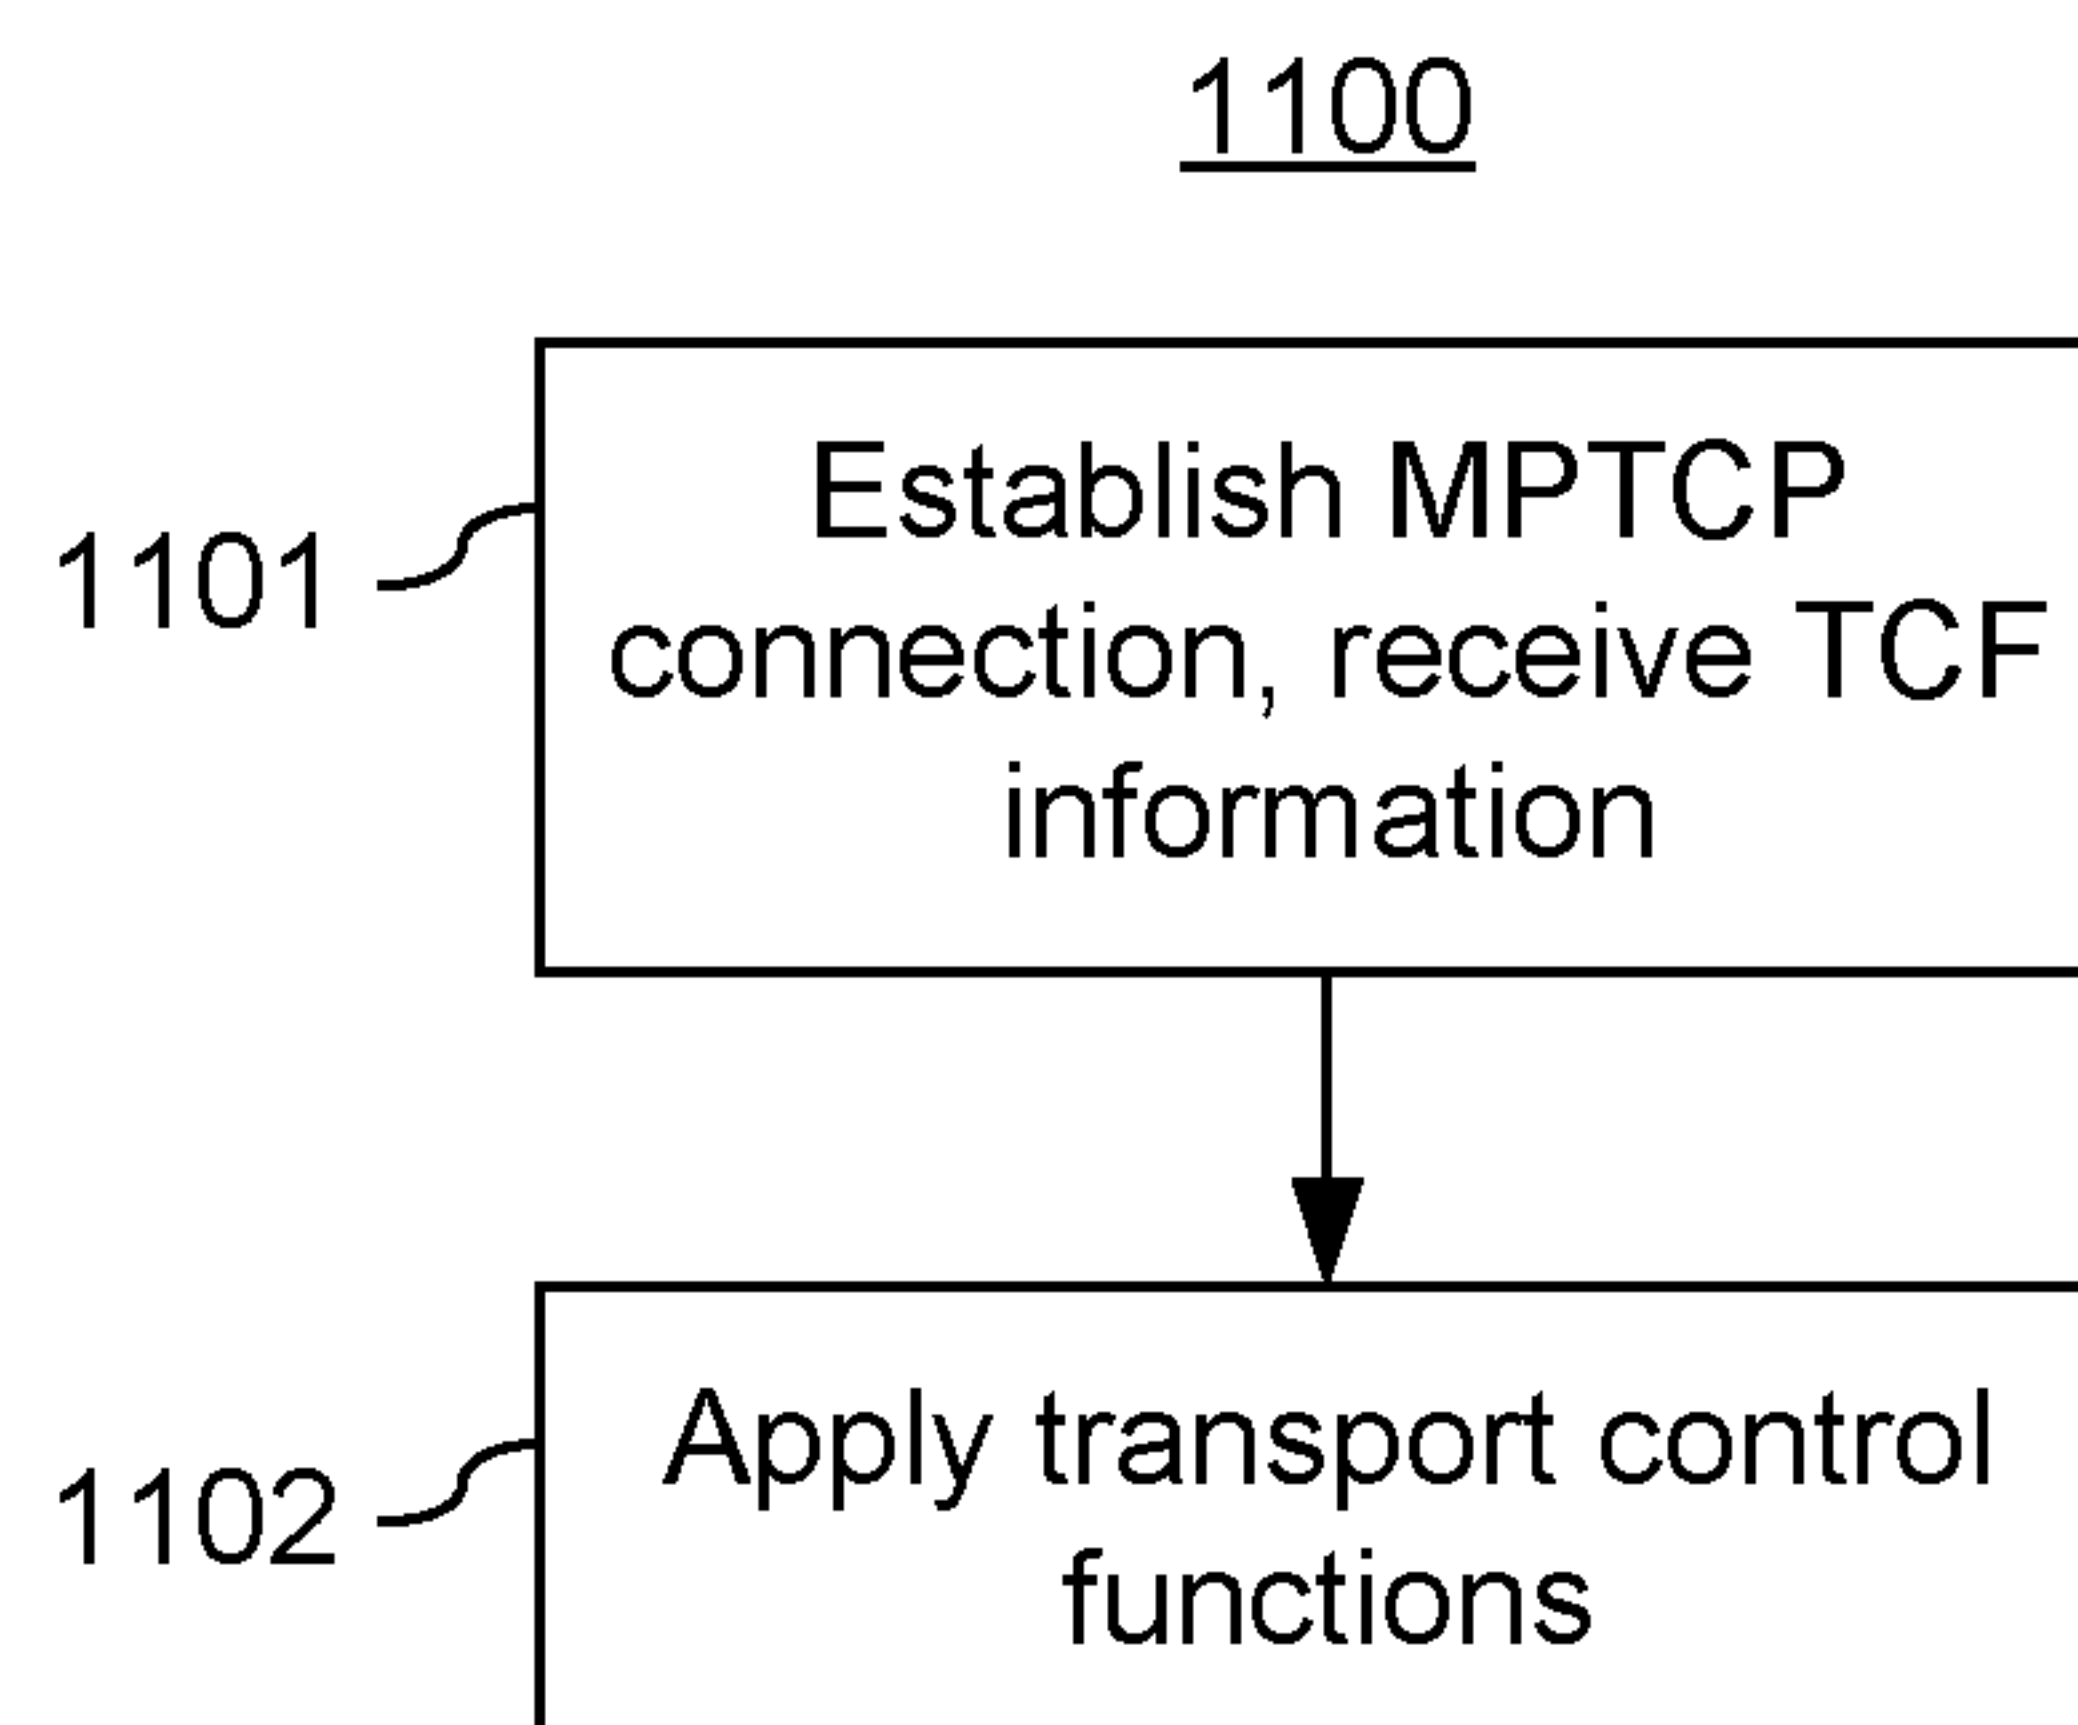 1100
Establish MPTCP
1101
connection, receive TCF
information
Apply transport control
1102
functions